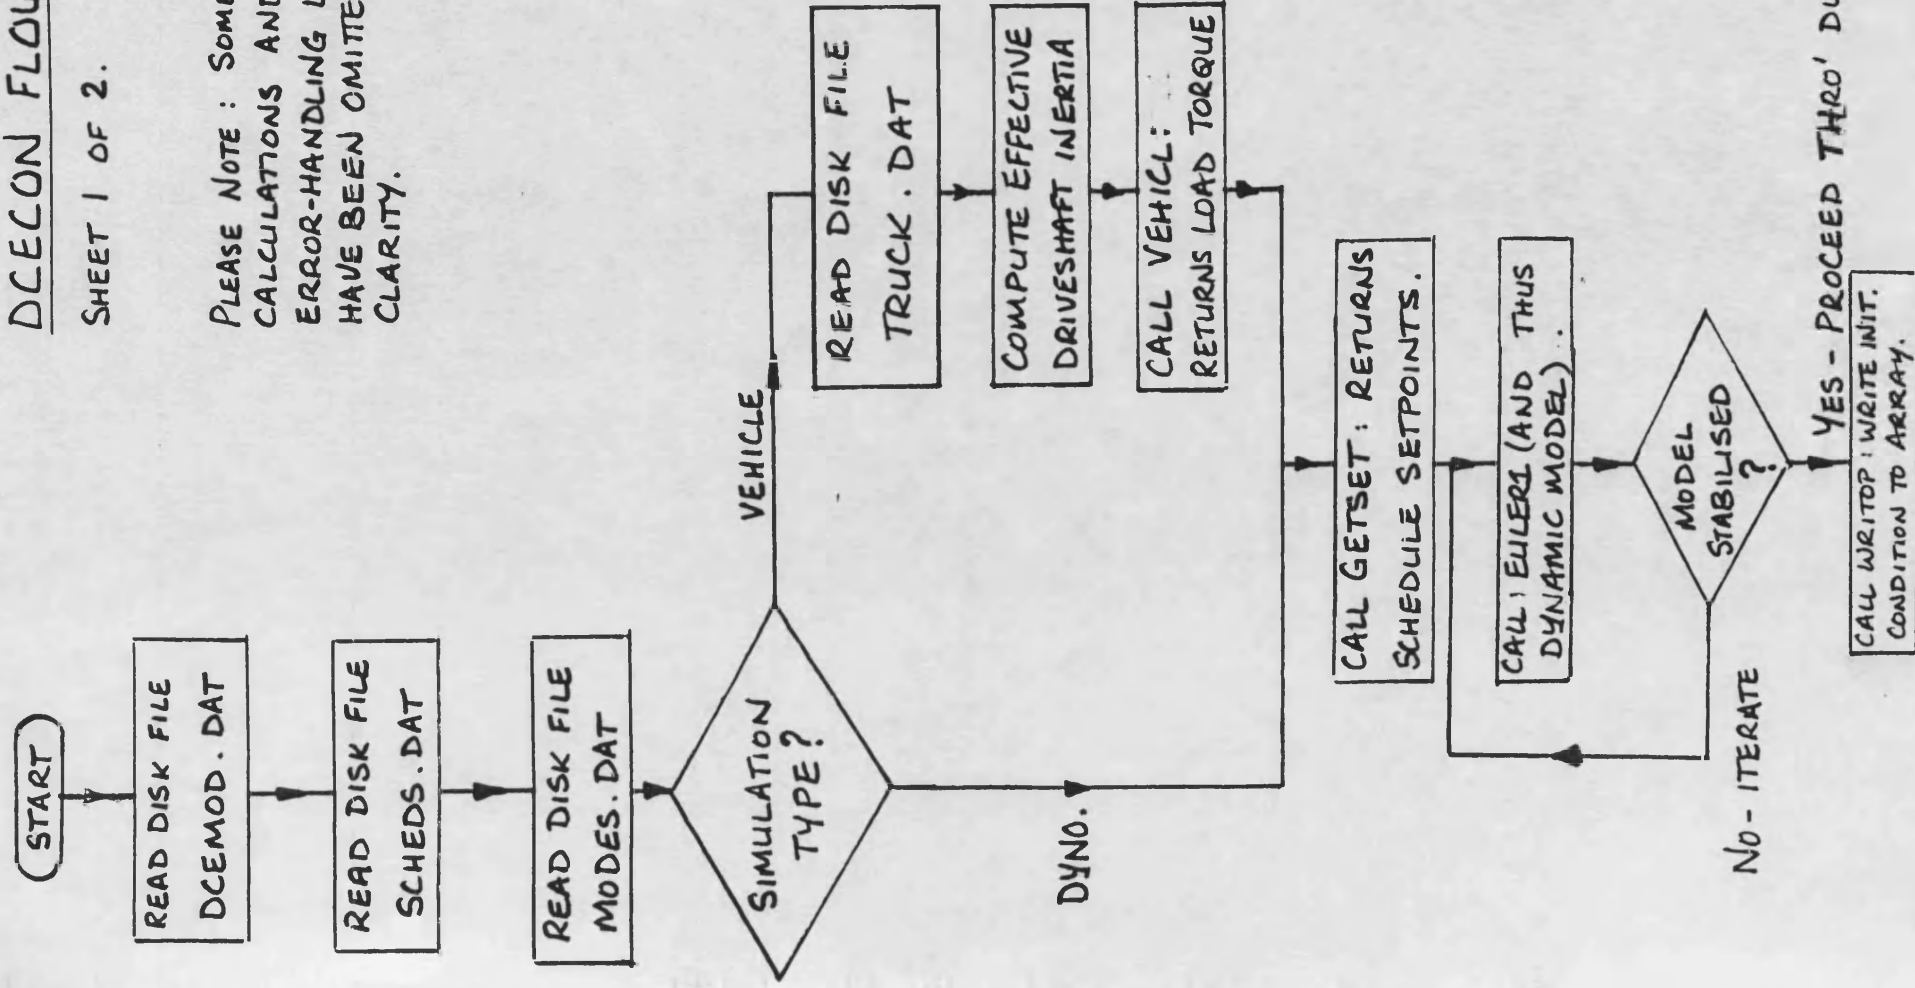 DCECON FLOW
SHEET 1 OF 2.
PLEASE NOTE : SOME
CALCULATIONS AND
ERROR-HANDLING
HAVE BEEN OMITTE
CLARITY.
START
READ DISK FILE
DCEMOD.DAT
READ DISK FILE
SCHEDS.DAT
READ DISK FILE
MODES.DAT
SIMULATION
TYPE?
VEHICLE
READ DISK FILE
TRUCK.DAT
COMPUTE EFFECTIVE
DRIVESHAFT INERTIA
CALL VEHICL:
RETURNS LOAD TORQUE
DYNO.
CALL GETSET: RETURNS
SCHEDULE SETPOINTS.
CALL: EULER1 (AND THUS
DYNAMIC MODEL).
MODEL
STABILISED
?
NO - ITERATE
YES - PROCEED THRO'
CALL WRITOP: WRITE INIT.
CONDITION TO ARRAY.